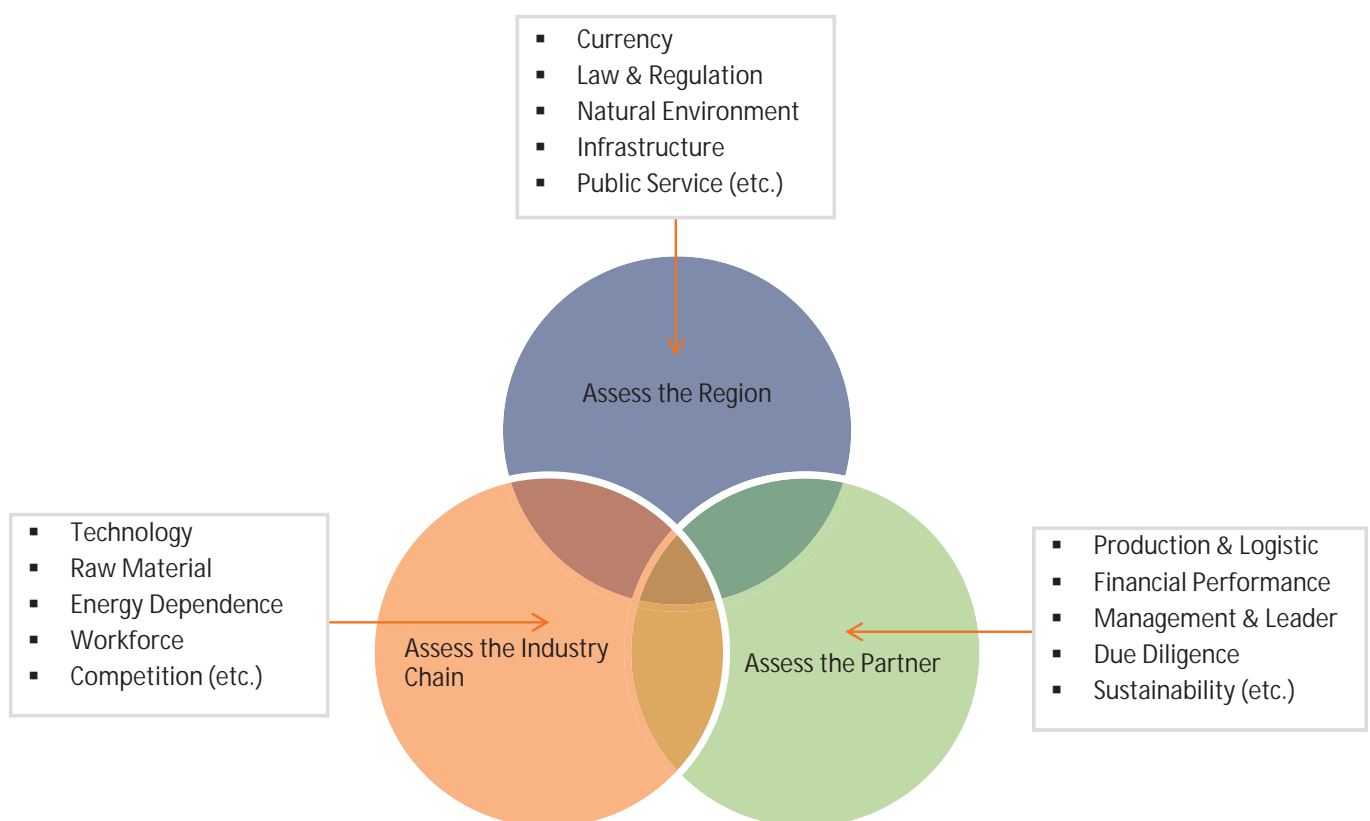 ▪ Currency
▪ Law & Regulation
▪ Natural Environment
▪ Infrastructure
▪ Public Service (etc.)
Assess the Region
▪ Technology
▪ Raw Material
▪ Energy Dependence
▪ Workforce
▪ Competition (etc.)
Assess the Industry
Chain
Assess the Partner
▪ Production & Logistic
▪ Financial Performance
▪ Management & Leader
▪ Due Diligence
▪ Sustainability (etc.)